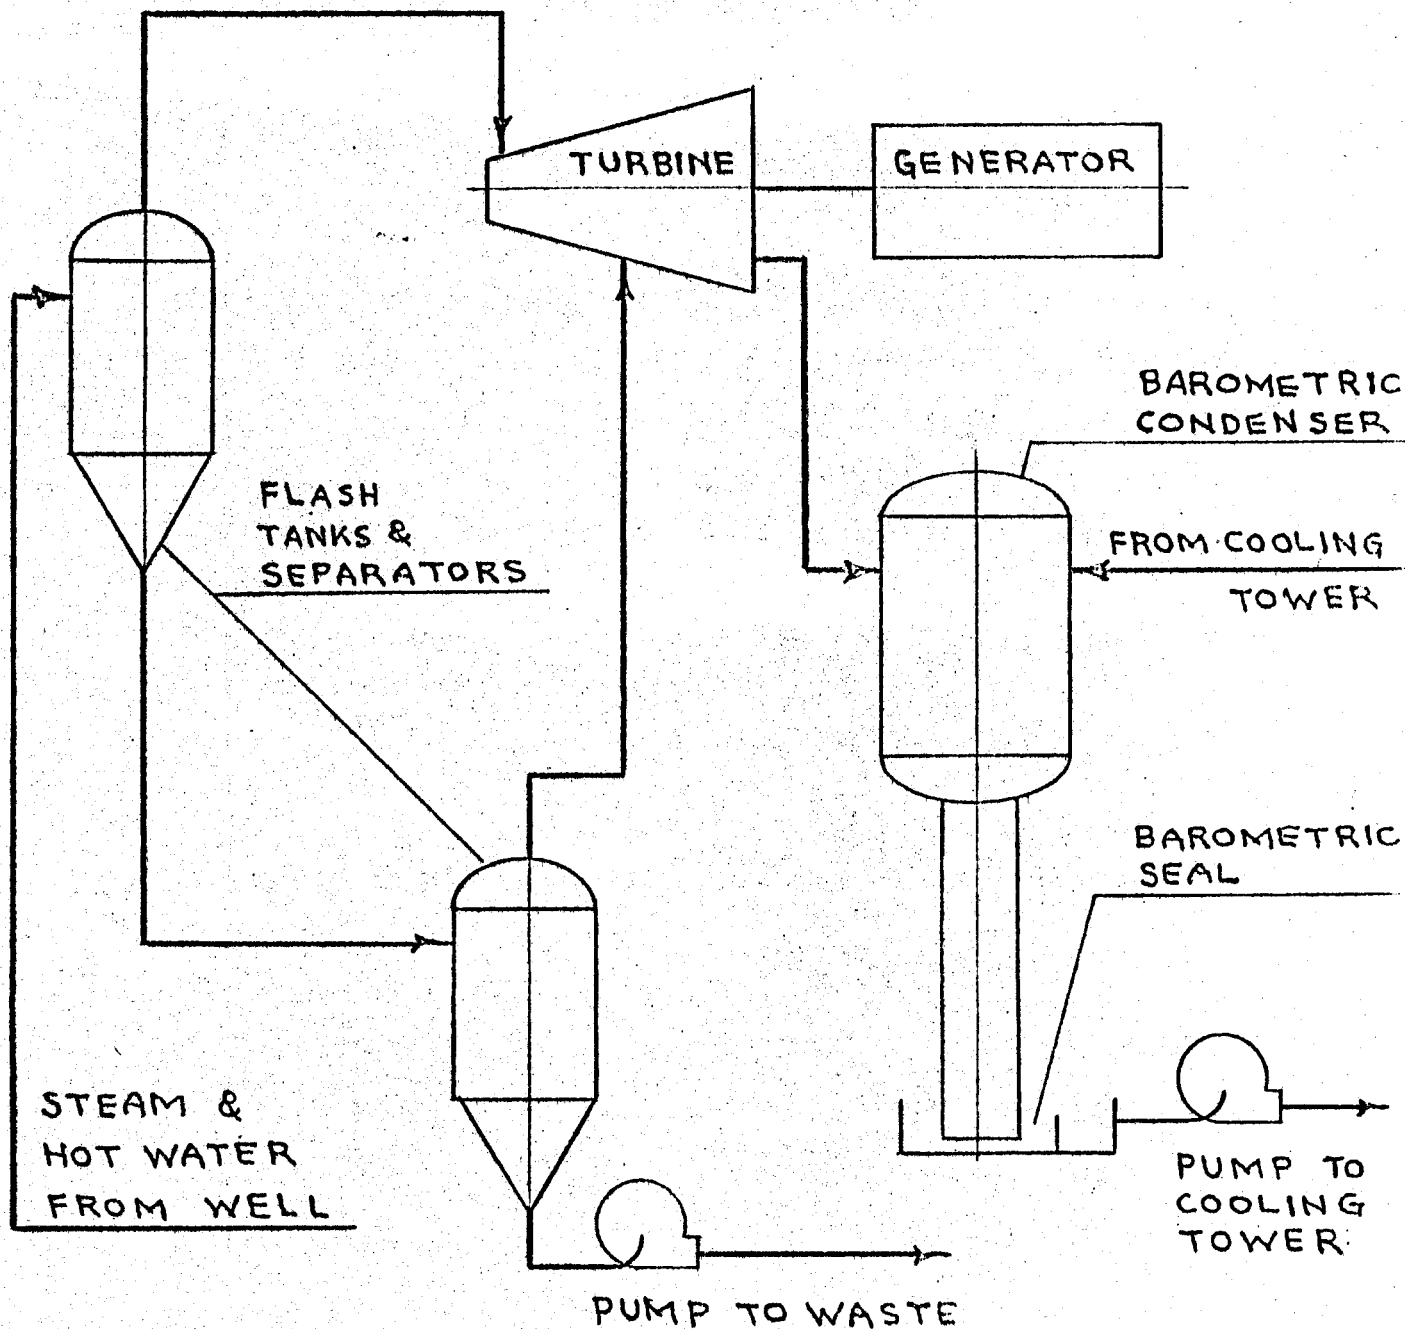 TURBINE
GENERATOR
BAROMETRIC
CONDENSER
FLASH
TANKS &
SEPARATORS
FROM COOLING
TOWER
BAROMETRIC
SEAL
STEAM &
HOT WATER
FROM WELL
PUMP TO
COOLING
TOWER
PUMP TO WASTE